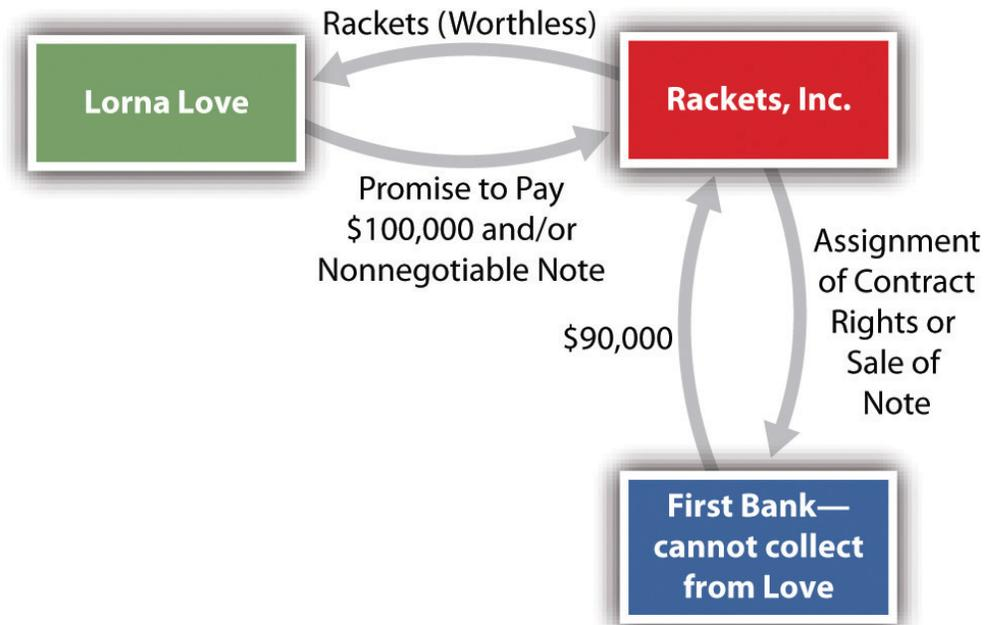 Rackets (Worthless)
Lorna Love
Rackets, Inc.
Promise to Pay
$100,000 and/or
Nonnegotiable Note
Assignment
of Contract
Rights or
Sale of
Note
$90,000
First Bank—
cannot collect
from Love